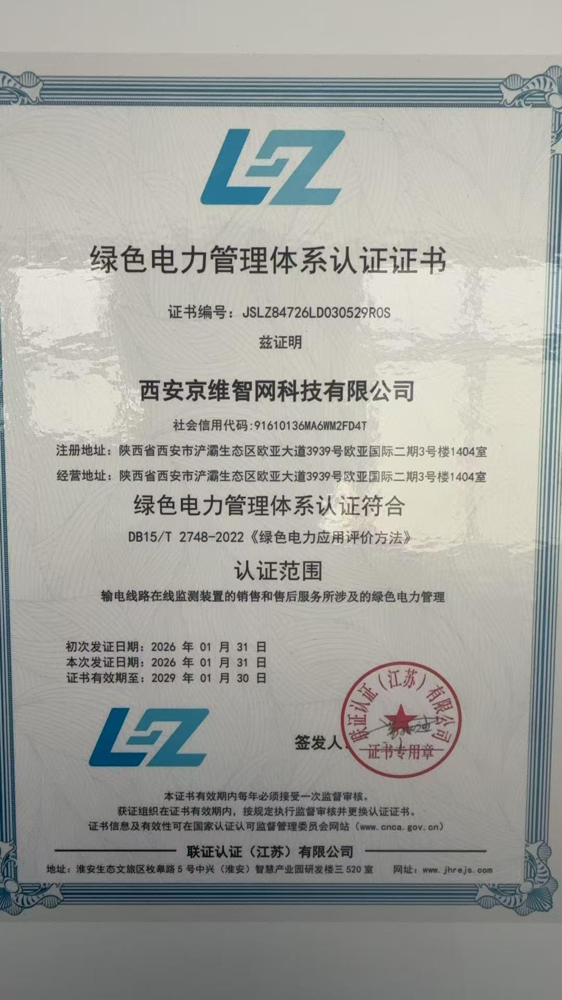 LZ
绿色电力管理体系认证证书
证书编号：JSLZ84726LD030529R0S
兹证明
西安京维智网科技有限公司
社会信用代码:91610136MA6WM2FD4T
注册地址：陕西省西安市浐灞生态区欧亚大道3939号欧亚国际二期3号楼1404室
经营地址：陕西省西安市浐灞生态区欧亚大道3939号欧亚国际二期3号楼1404室
绿色电力管理体系认证符合
DB15/T 2748-2022《绿色电力应用评价方法》
认证范围
输电线路在线监测装置的销售和售后服务所涉及的绿色电力管理
初次发证日期：2026 年 01 月 31 日
本次发证日期：2026 年 01 月 31 日
证书有效期至：2029 年 01 月 30 日
LZ
签发人：
联证认证（江苏）有限公司
证书专用章
本证书有效期内每年必须接受一次监督审核。
获证组织在证书有效期内，按规定执行监督审核并更换认证证书。
证书信息及有效性可在国家认证认可监督管理委员会网站（www.cnca.gov.cn）
联证认证（江苏）有限公司
地址：淮安生态文旅区枚皋路 5 号中兴（淮安）智慧产业园研发楼三 520 室 网址：www.jhrejs.com